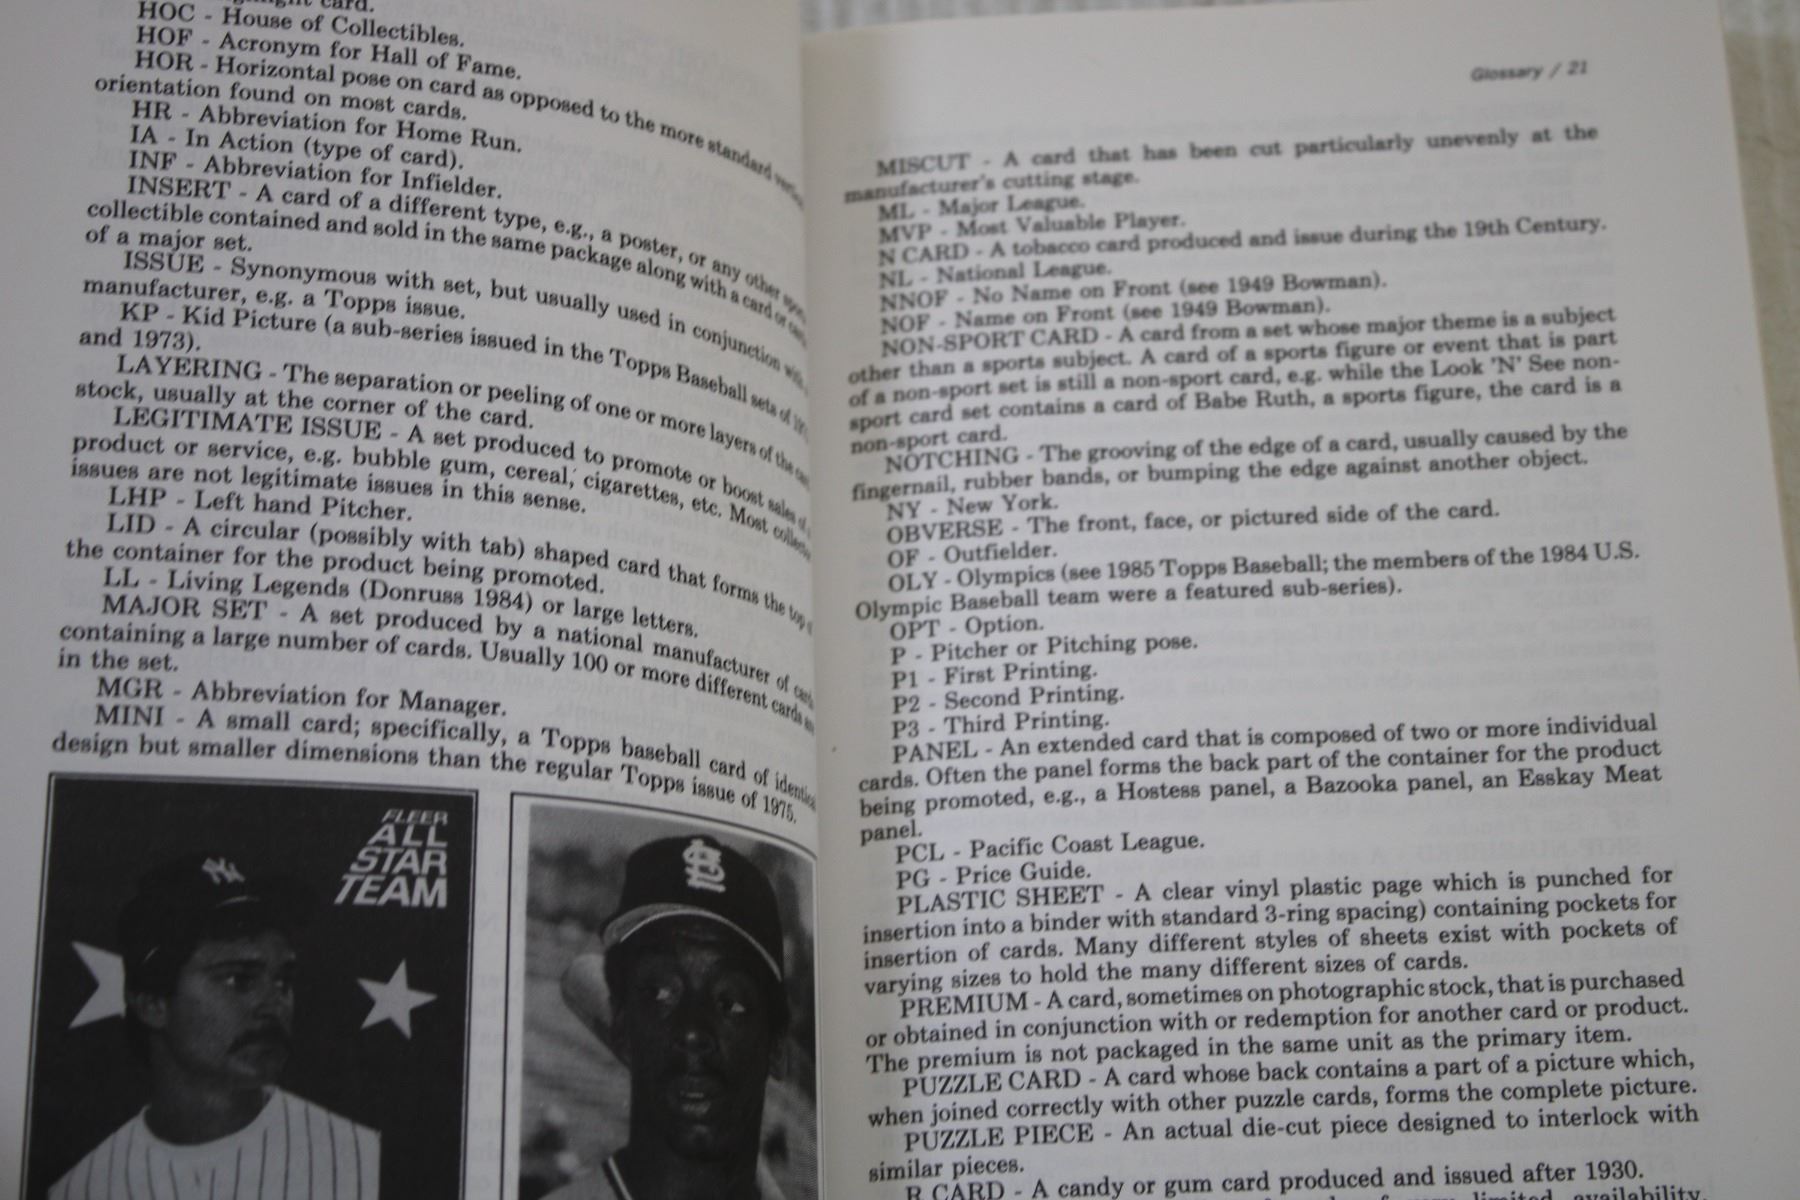 card.
HOC - House of Collectibles.
HOF - Acronym for Hall of Fame.
HOR - Horizontal pose on card as opposed to the more standard
orientation found on most cards.
HR - Abbreviation for Home Run.
IA - In Action (type of card).
INF - Abbreviation for Infielder.
INSERT - A card of a different type, e.g., a poster, or any other
collectible contained and sold in the same package along with a card or
of a major set.
ISSUE - Synonymous with set, but usually used in conjunction with
manufacturer, e.g. a Topps issue.
KP - Kid Picture (a sub-series issued in the Topps Baseball sets of
and 1973).
LAYERING - The separation or peeling of one or more layers of the
stock, usually at the corner of the card.
LEGITIMATE ISSUE - A set produced to promote or boost sales of
product or service, e.g. bubble gum, cereal, cigarettes, etc. Most
issues are not legitimate issues in this sense.
LHP - Left hand Pitcher.
LID - A circular (possibly with tab) shaped card that forms the top
the container for the product being promoted.
LL - Living Legends (Donruss 1984) or large letters.
MAJOR SET - A set produced by a national manufacturer of
containing a large number of cards. Usually 100 or more different cards
in the set.
MGR - Abbreviation for Manager.
MINI - A small card; specifically, a Topps baseball card of
design but smaller dimensions than the regular Topps issue of 1975.
FLEER
ALL
STAR
TEAM
NY
STL
Glossary / 21
MISCUT - A card that has been cut particularly unevenly at the
manufacturer's cutting stage.
ML - Major League.
MVP - Most Valuable Player.
N CARD - A tobacco card produced and issue during the 19th Century.
NL - National League.
NNOF - No Name on Front (see 1949 Bowman).
NOF - Name on Front (see 1949 Bowman).
NON-SPORT CARD - A card from a set whose major theme is a subject
other than a sports subject. A card of a sports figure or event that is part
of a non-sport set is still a non-sport card, e.g. while the Look 'N' See non-
sport card set contains a card of Babe Ruth, a sports figure, the card is a
non-sport card.
NOTCHING - The grooving of the edge of a card, usually caused by the
fingernail, rubber bands, or bumping the edge against another object.
NY - New York.
OBVERSE - The front, face, or pictured side of the card.
OF - Outfielder.
OLY - Olympics (see 1985 Topps Baseball; the members of the 1984 U.S.
Olympic Baseball team were a featured sub-series).
OPT - Option.
P - Pitcher or Pitching pose.
P1 - First Printing.
P2 - Second Printing.
P3 - Third Printing.
PANEL - An extended card that is composed of two or more individual
cards. Often the panel forms the back part of the container for the product
being promoted, e.g., a Hostess panel, a Bazooka panel, an Esskay Meat
panel.
PCL - Pacific Coast League.
PG - Price Guide.
PLASTIC SHEET - A clear vinyl plastic page which is punched for
insertion into a binder with standard 3-ring spacing) containing pockets for
insertion of cards. Many different styles of sheets exist with pockets of
varying sizes to hold the many different sizes of cards.
PREMIUM - A card, sometimes on photographic stock, that is purchased
or obtained in conjunction with or redemption for another card or product.
The premium is not packaged in the same unit as the primary item.
PUZZLE CARD - A card whose back contains a part of a picture which,
when joined correctly with other puzzle cards, forms the complete picture.
PUZZLE PIECE - An actual die-cut piece designed to interlock with
similar pieces.
R CARD - A candy or gum card produced and issued after 1930.
limited availability,